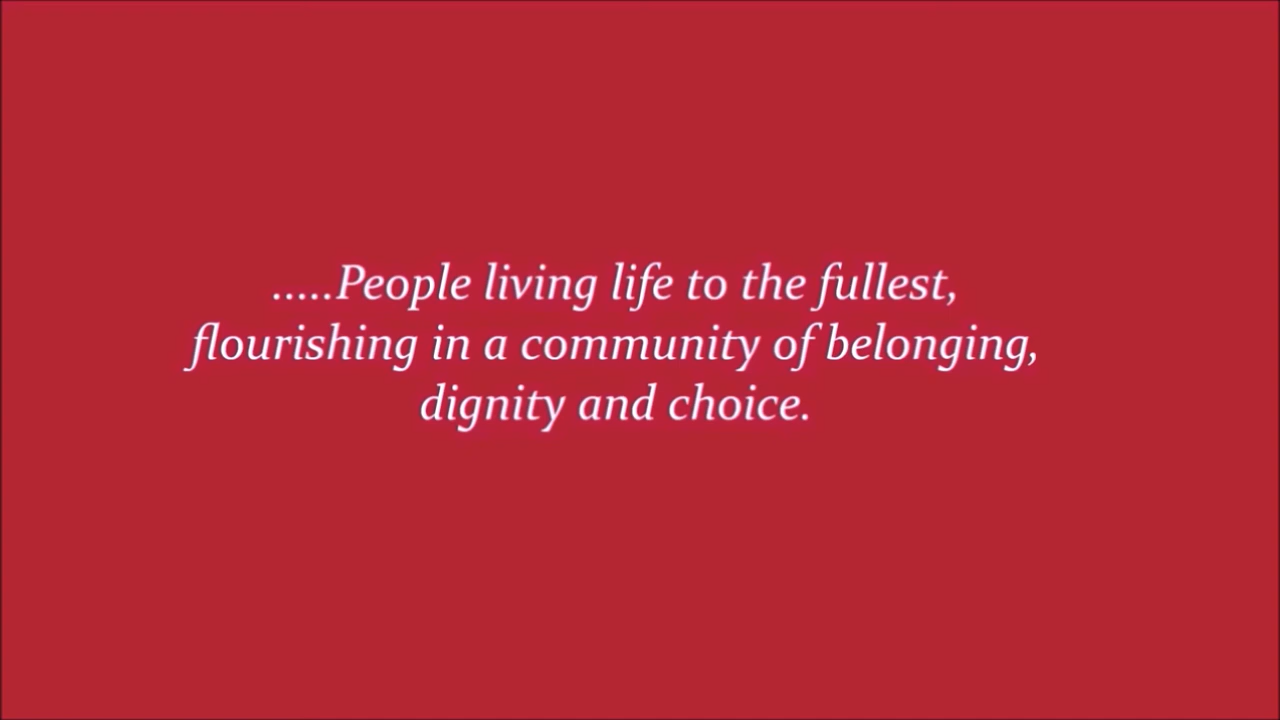 .....People living life to the fullest,
flourishing in a community of belonging,
dignity and choice.